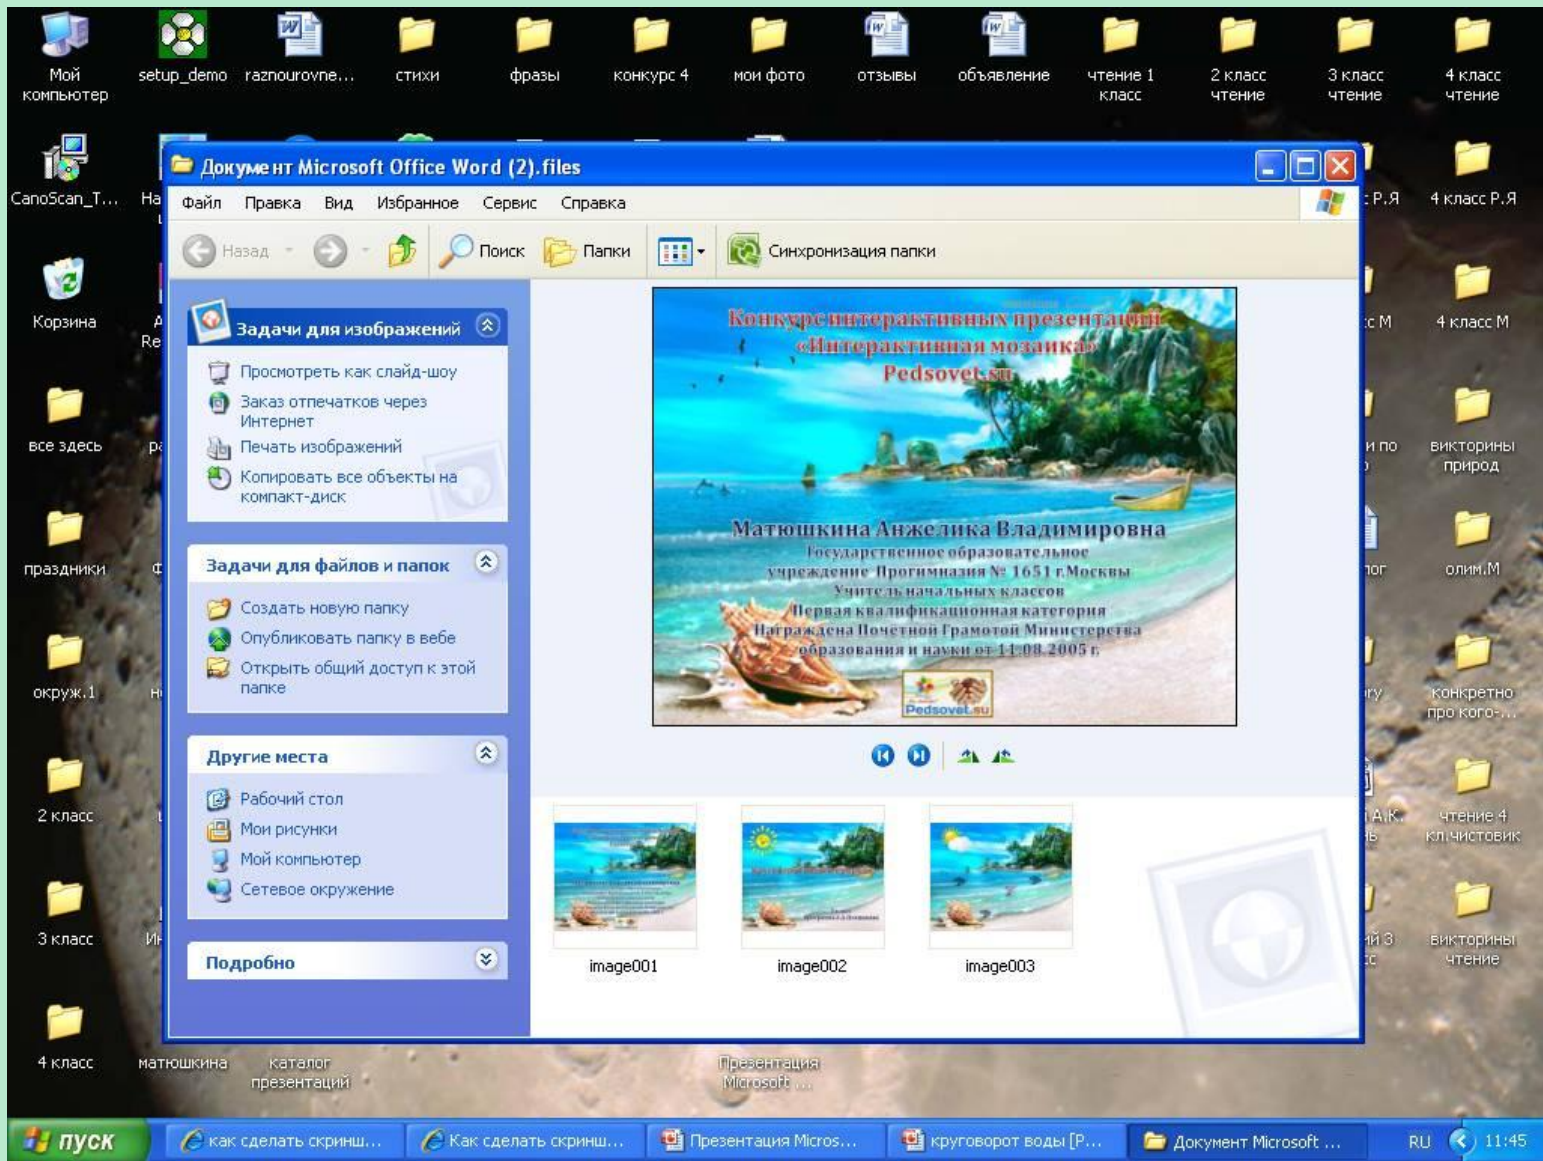 Мой
компьютер
setup_demo
raznourovne...
стихи
фразы
конкурс 4
мои фото
отзывы
объявление
чтение 1
класс
2 класс
чтение
3 класс
чтение
4 класс
чтение
CanoScan_T...
4 класс Р.Я
Корзина
4 класс М
все здесь
викторины
природ
праздники
олим.М
окруж.1
конкретно
про кого-...
2 класс
чтение 4
кл.чистовик
3 класс
викторины
чтение
4 класс
матюшкина
каталог
презентаций
Презентация
Microsoft ...
Документ Microsoft Office Word (2).files
Файл Правка Вид Избранное Сервис Справка
Назад Поиск Папки Синхронизация папки
Задачи для изображений
Просмотреть как слайд-шоу
Заказ отпечатков через
Интернет
Печать изображений
Копировать все объекты на
компакт-диск
Задачи для файлов и папок
Создать новую папку
Опубликовать папку в вебе
Открыть общий доступ к этой
папке
Другие места
Рабочий стол
Мои рисунки
Мой компьютер
Сетевое окружение
Подробно
Конкурс интерактивных презентаций
«Интерактивная мозаика»
Pedsovet.su
Матюшкина Анжелика Владимировна
Государственное образовательное
учреждение Прогимназия № 1651 г.Москвы
Учитель начальных классов
Первая квалификационная категория
Награждена Почётной Грамотой Министерства
образования и науки от 11.08.2005 г.
Pedsovet.su
image001
image002
image003
пуск
как сделать скринш...
Как сделать скринш...
Презентация Micros...
круговорот воды [P...
Документ Microsoft ...
RU
11:45